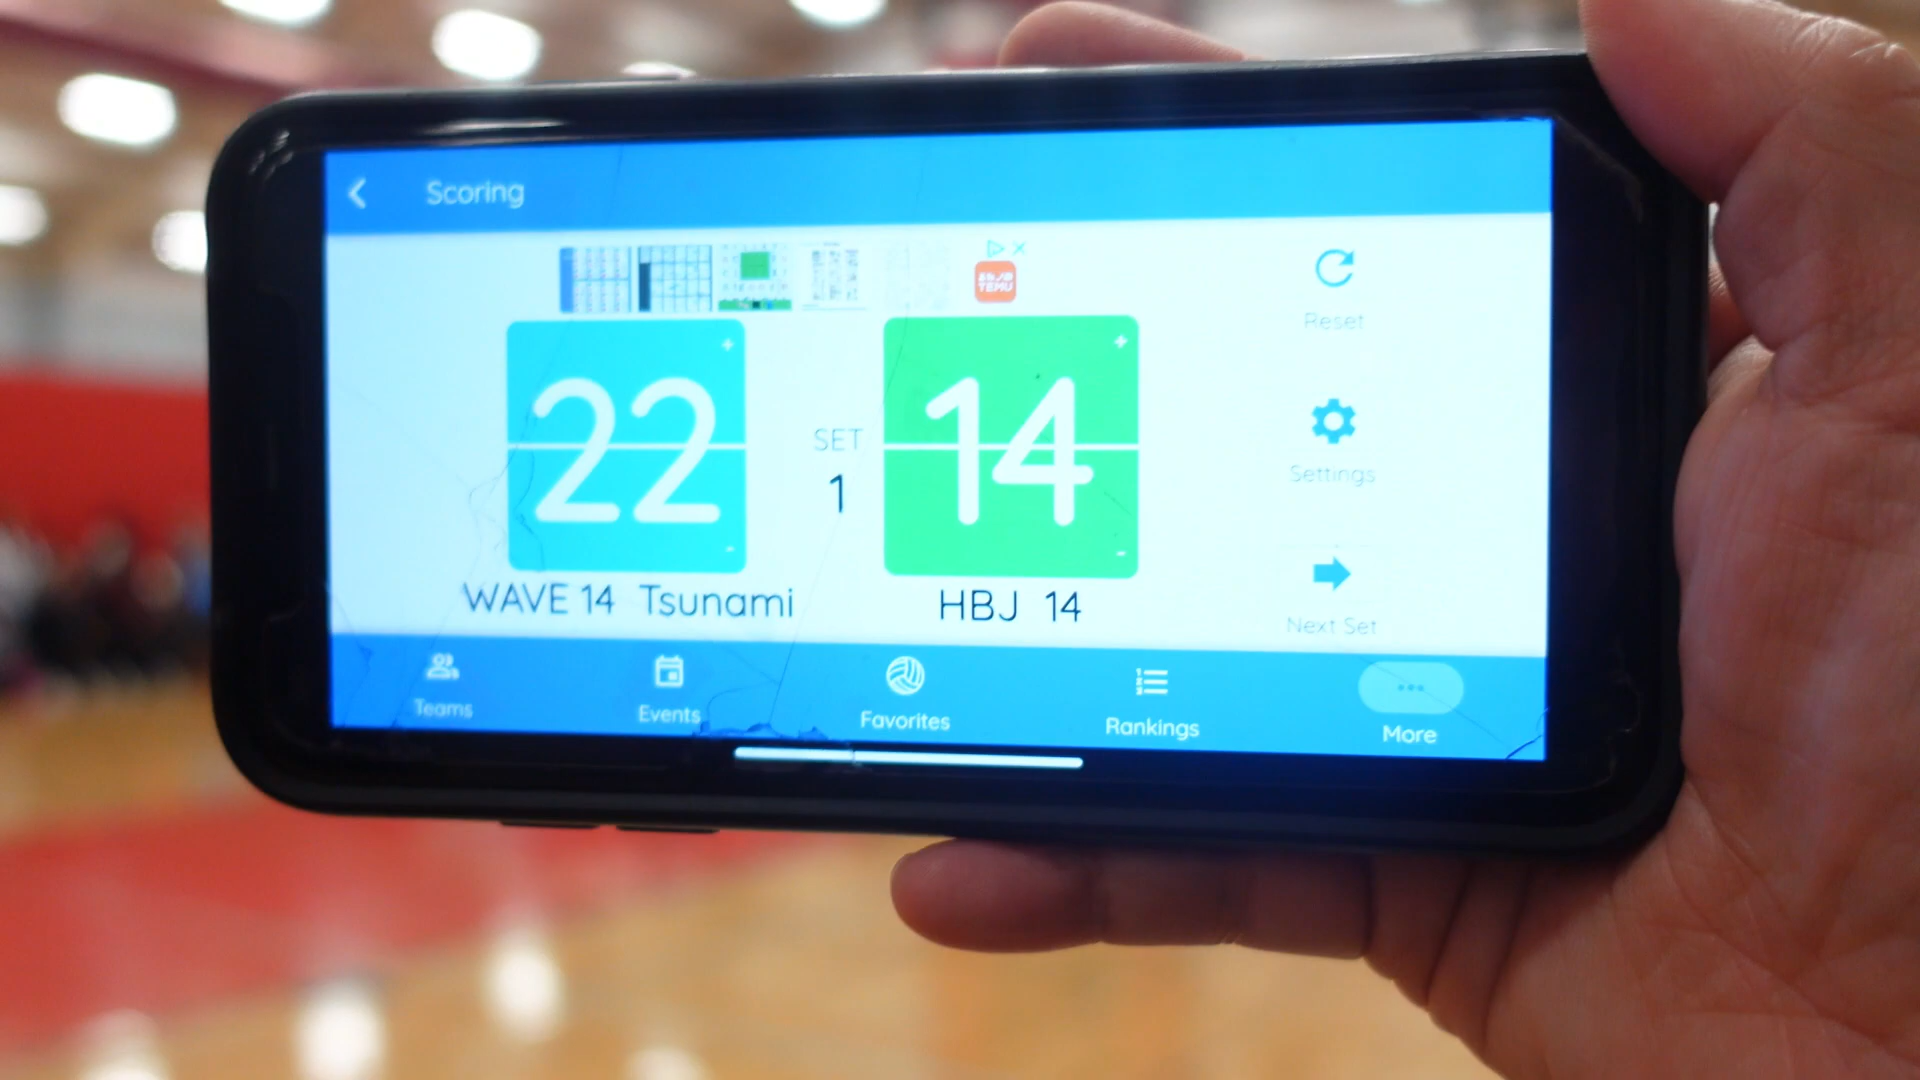 Scoring
TEMU
Reset
22
14
SET
1
Settings
WAVE 14 Tsunami
HBJ 14
Next Set
Teams
Events
Favorites
Rankings
More